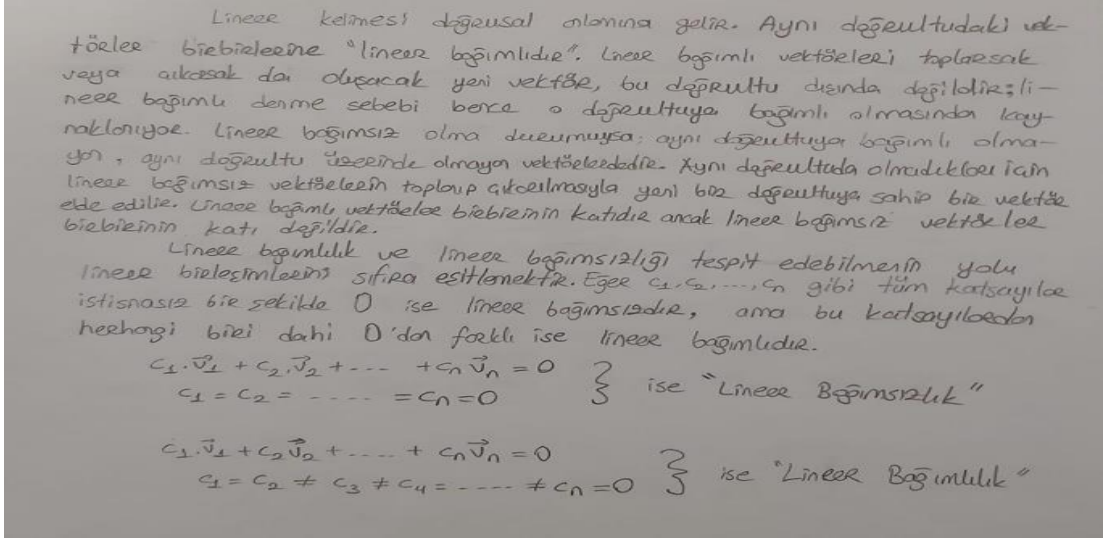 Lineer kelimesi doğrusal anlamına gelir. Aynı doğrultudaki vek-
törler birbirlerine "lineer bağımlıdır". Lineer bağımlı vektörleri toplarsak
veya çıkarsak da oluşacak yeni vektör, bu doğrultu dışında değildir; li-
neer bağımlı denme sebebi bence o doğrultuya bağımlı olmasından kay-
naklanıyor. Lineer bağımsız olma durumuysa; aynı doğrultuya bağımlı olma-
yan, aynı doğrultu üzerinde olmayan vektörlerdedir. Aynı doğrultuda olmadıkları için
lineer bağımsız vektörlerin toplanıp çıkarılmasıyla yeni bir doğrultuya sahip bir vektör
elde edilir. Lineer bağımlı vektörler birbirinin katıdır ancak lineer bağımsız vektörler
birbirinin katı değildir.
Lineer bağımlılık ve lineer bağımsızlığı tespit edebilmenin yolu
lineer birleşimlerini sıfıra eşitlemektir. Eğer c₁, c₂, ..., cn gibi tüm katsayılar
istisnasız bir şekilde 0 ise lineer bağımsızdır, ama bu katsayılardan
herhangi biri dahi 0'dan farklı ise lineer bağımlıdır.
c₁.v⃗₁ + c₂.v⃗₂ + .... + cn v⃗n = 0
c₁ = c₂ = ..... = cn = 0 } ise "Lineer Bağımsızlık"
c₁.v⃗₁ + c₂ v⃗₂ + .... + cn v⃗n = 0
c₁ = c₂ ≠ c₃ ≠ c₄ = ..... ≠ cn = 0 } ise "Lineer Bağımlılık"